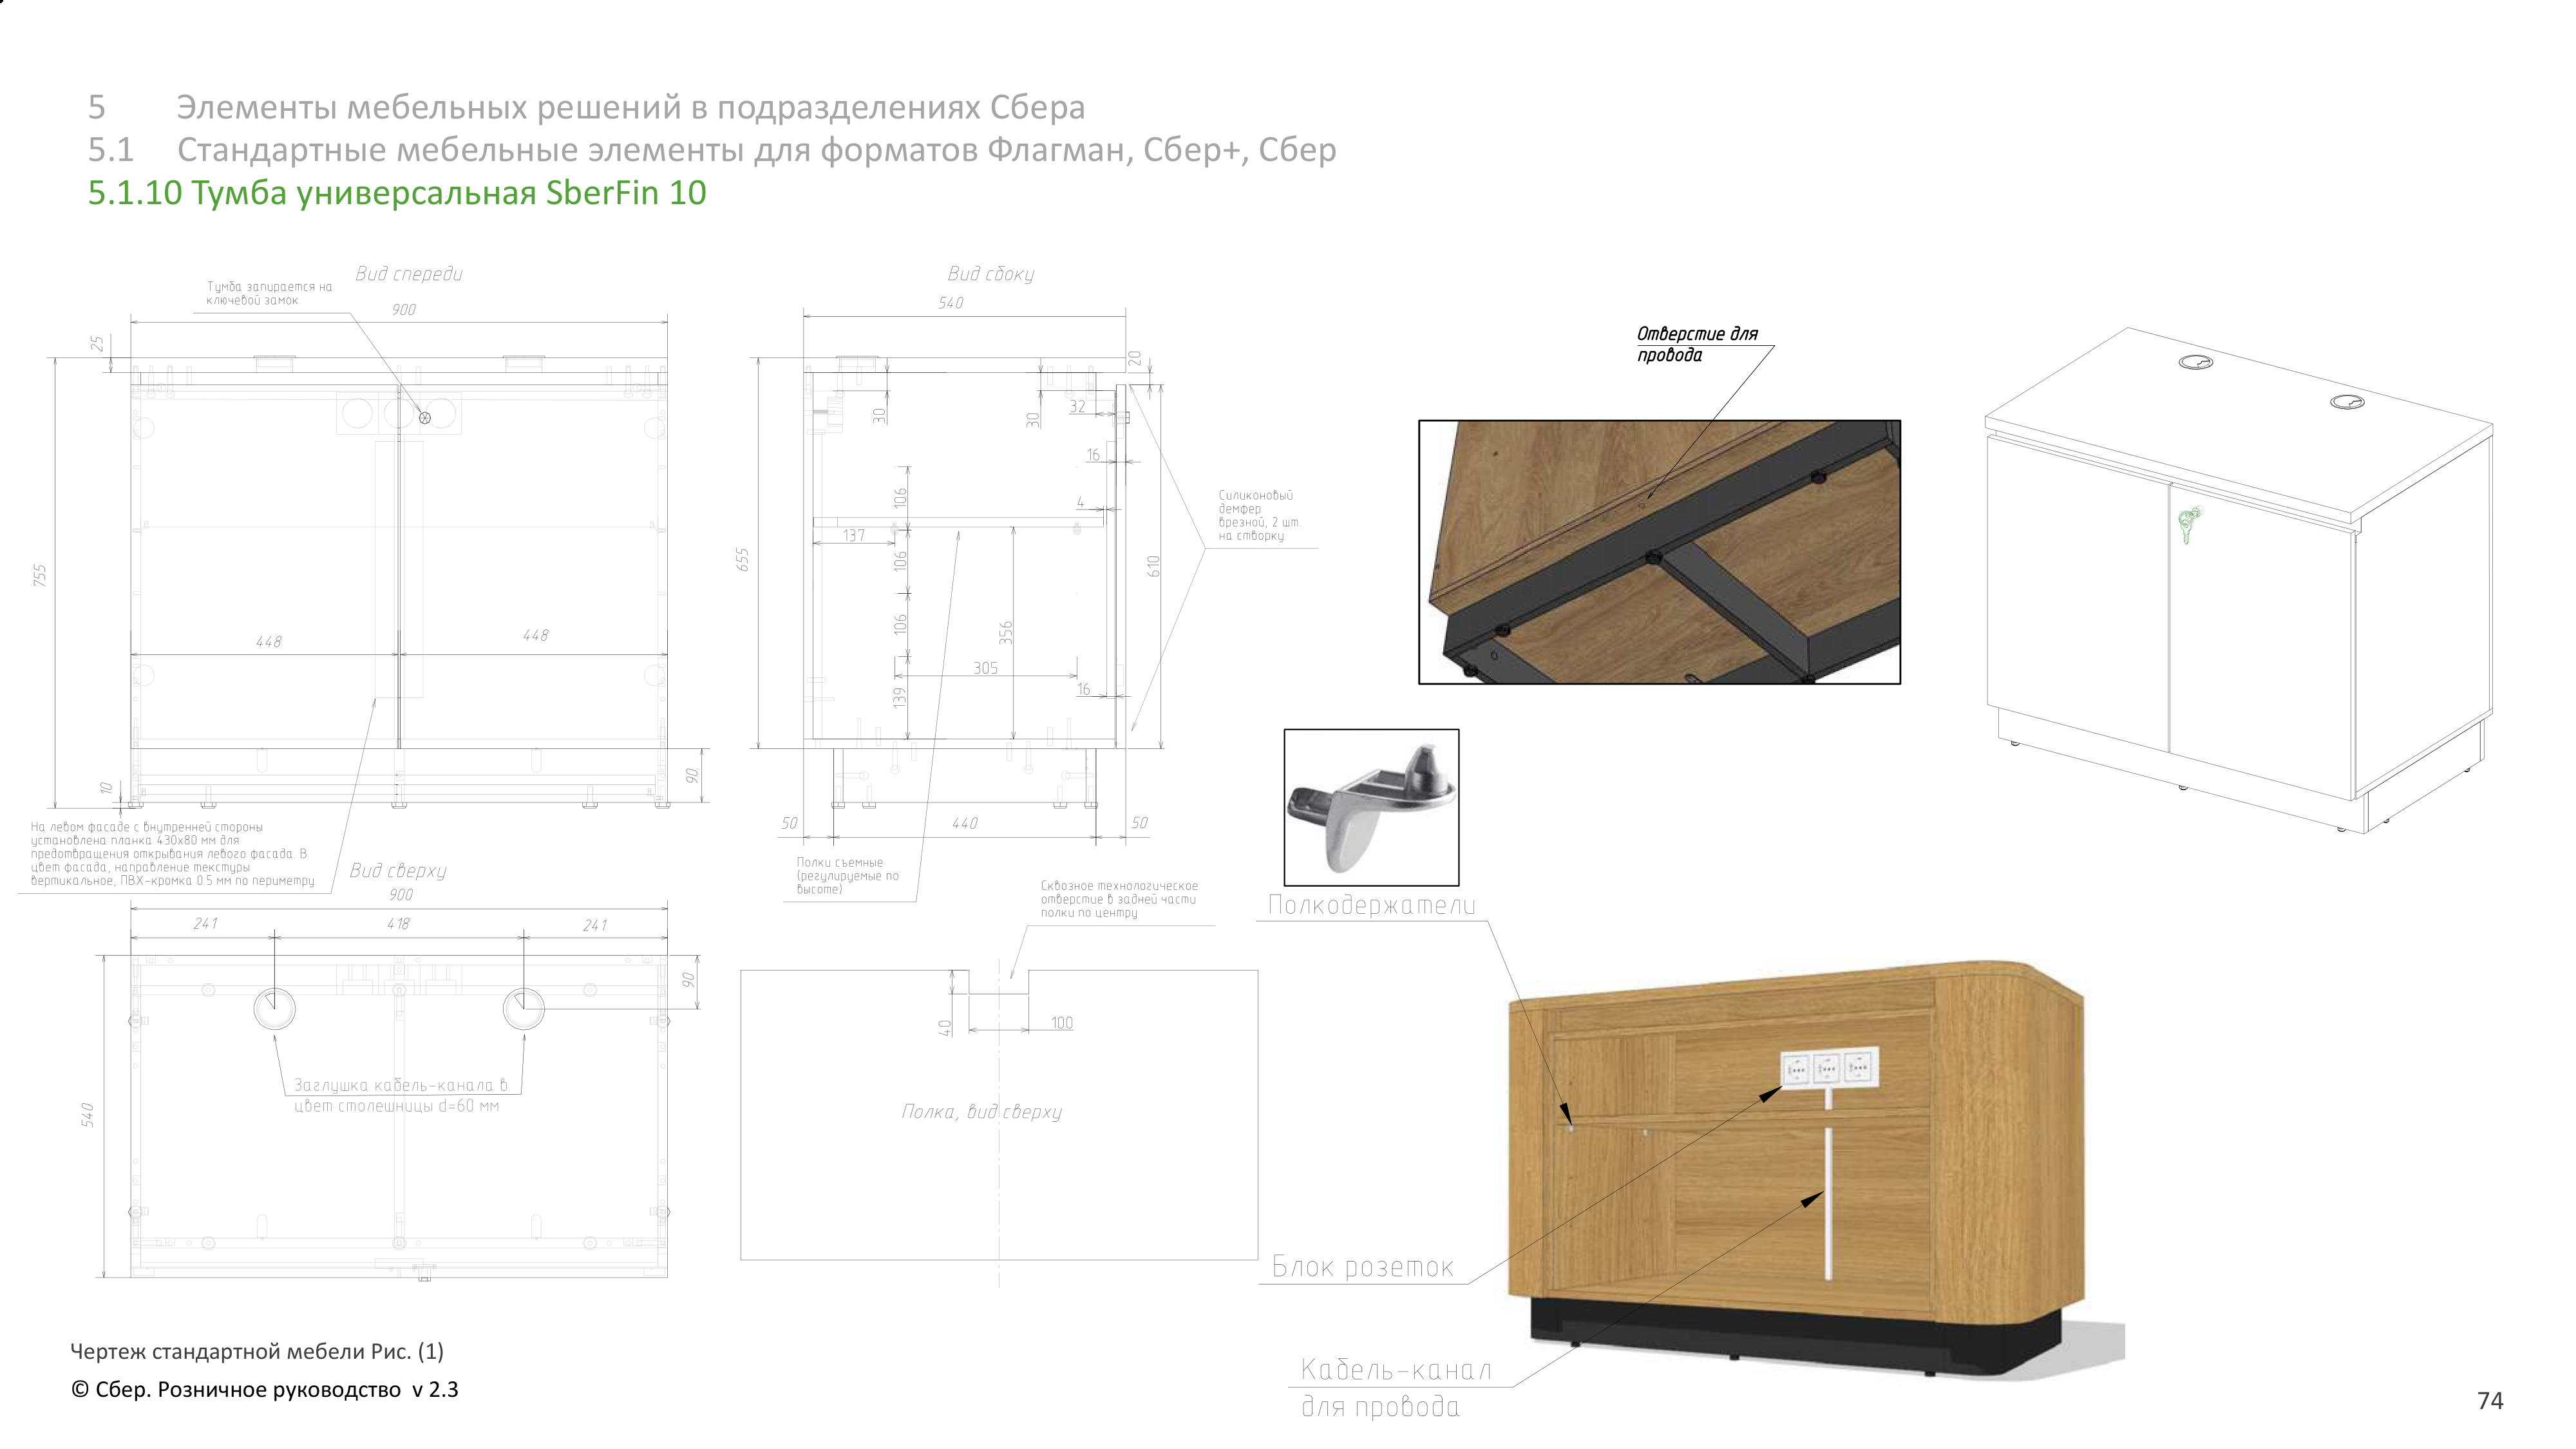 5 Элементы мебельных решений в подразделениях Сбера
5.1 Стандартные мебельные элементы для форматов Флагман, Сбер+, Сбер
5.1.10 Тумба универсальная SberFin 10
Вид спереди
Тумба запирается на
ключевой замок.
900
25
755
448
448
10
90
На левом фасаде с внутренней стороны
установлена планка 430х80 мм для
предотвращения открывания левого фасада. В
цвет фасада, направление текстуры
вертикальное, ПВХ-кромка 0.5 мм по периметру.
Вид сбоку
540
20
30
30
32
16
106
4
137
106
655
610
106
356
305
139
16
50
440
50
Силиконовый
демфер
врезной, 2 шт.
на створку.
Полки съемные
(регулируемые по
высоте)
Вид сверху
900
241
418
241
90
540
Заглушка кабель-канала в
цвет столешницы d=60 мм
Сквозное технологическое
отверстие в задней части
полки по центру
40
100
Полка, вид сверху
Отверстие для
провода
Полкодержатели
Блок розеток
Кабель-канал
для провода
Чертеж стандартной мебели Рис. (1)
© Сбер. Розничное руководство v 2.3
74